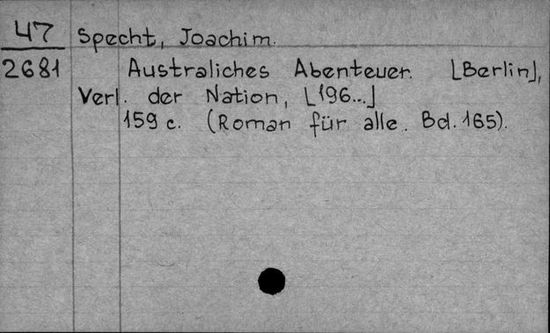 47 Specht, Joachim.
2681 Australiches Abenteuer. [Berlin],
Verl. der Nation, [196...]
159 c. (Roman für alle. Bd. 165).